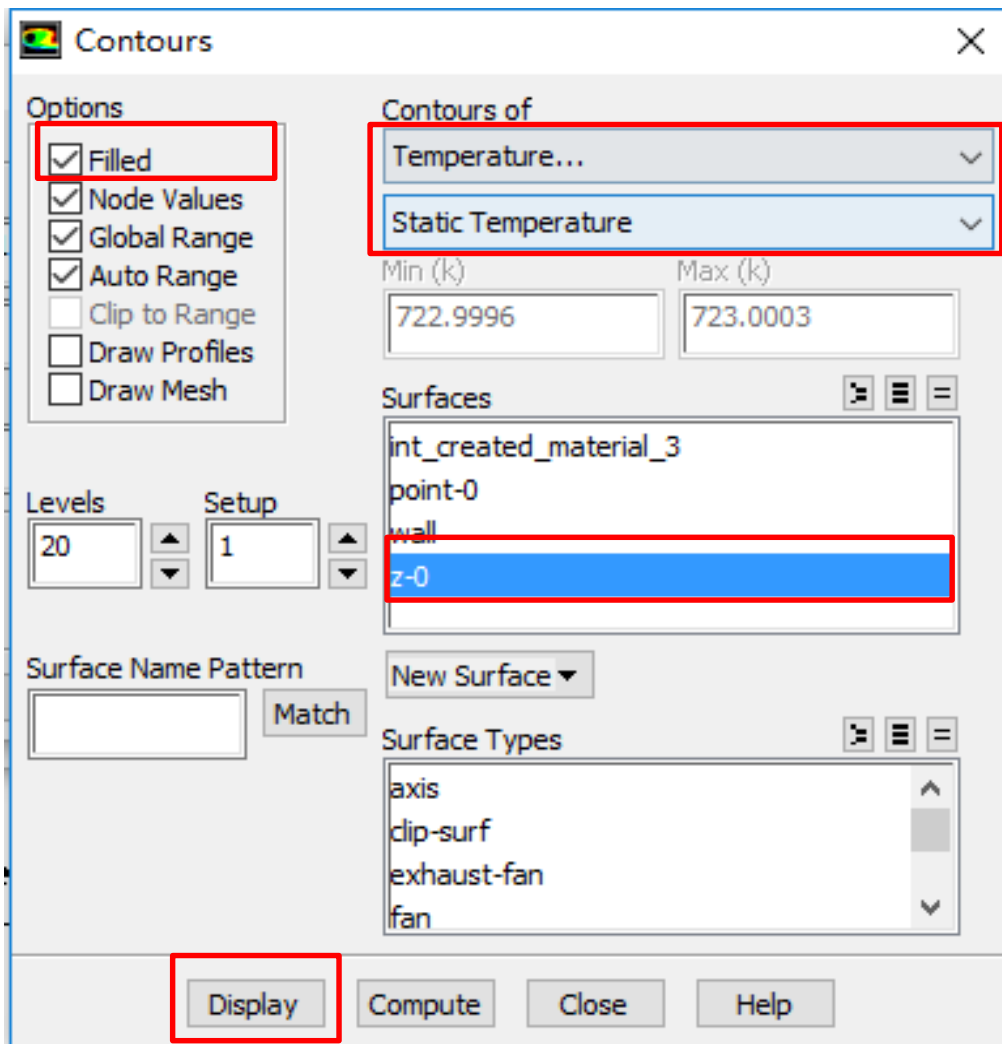 Contours
Options
Filled
Node Values
Global Range
Auto Range
Clip to Range
Draw Profiles
Draw Mesh
Contours of
Temperature...
Static Temperature
Min (k)
Max (k)
722.9996
723.0003
Surfaces
int_created_material_3
point-0
wall
z-0
Levels
Setup
20
1
Surface Name Pattern
Match
New Surface
Surface Types
axis
clip-surf
exhaust-fan
fan
Display
Compute
Close
Help